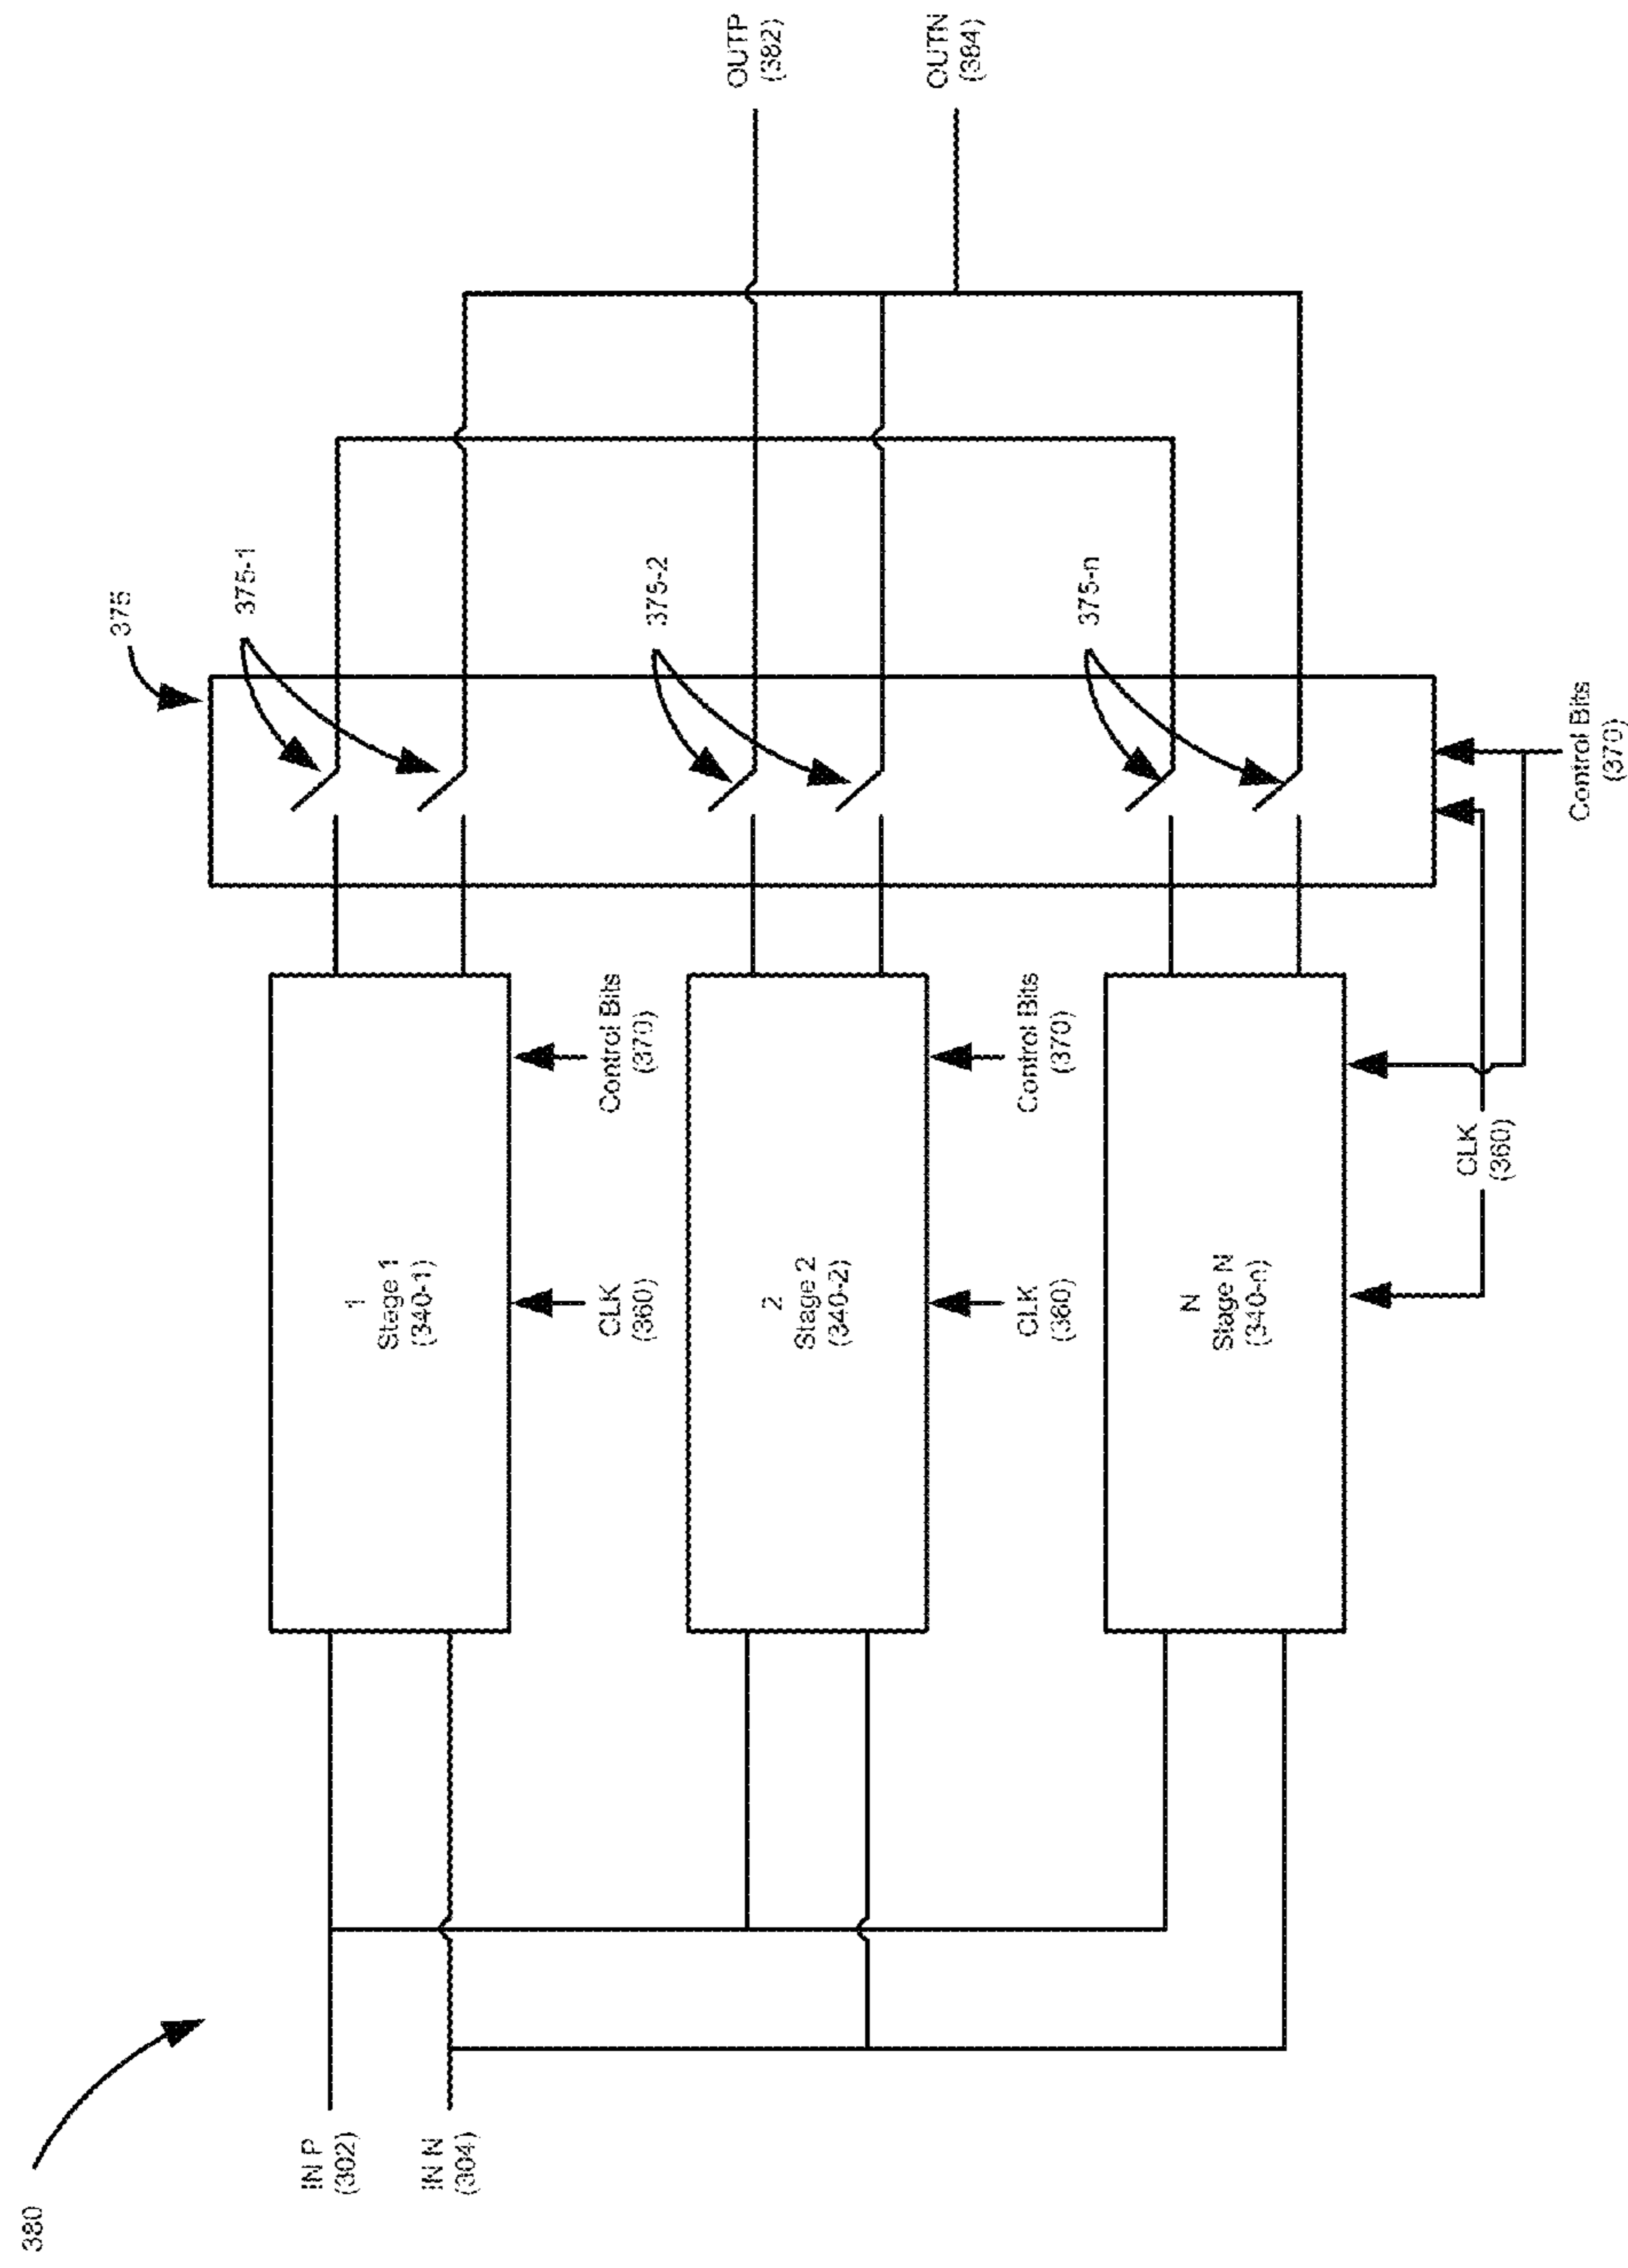 380
IN P
(302)
IN N
(304)
1
Stage 1
(340-1)
CLK
(360)
Control Bits
(370)
2
Stage 2
(340-2)
CLK
(360)
Control Bits
(370)
N
Stage N
(340-n)
CLK
(360)
Control Bits
(370)
375
375-1
375-2
375-n
OUTP
(382)
OUTN
(384)